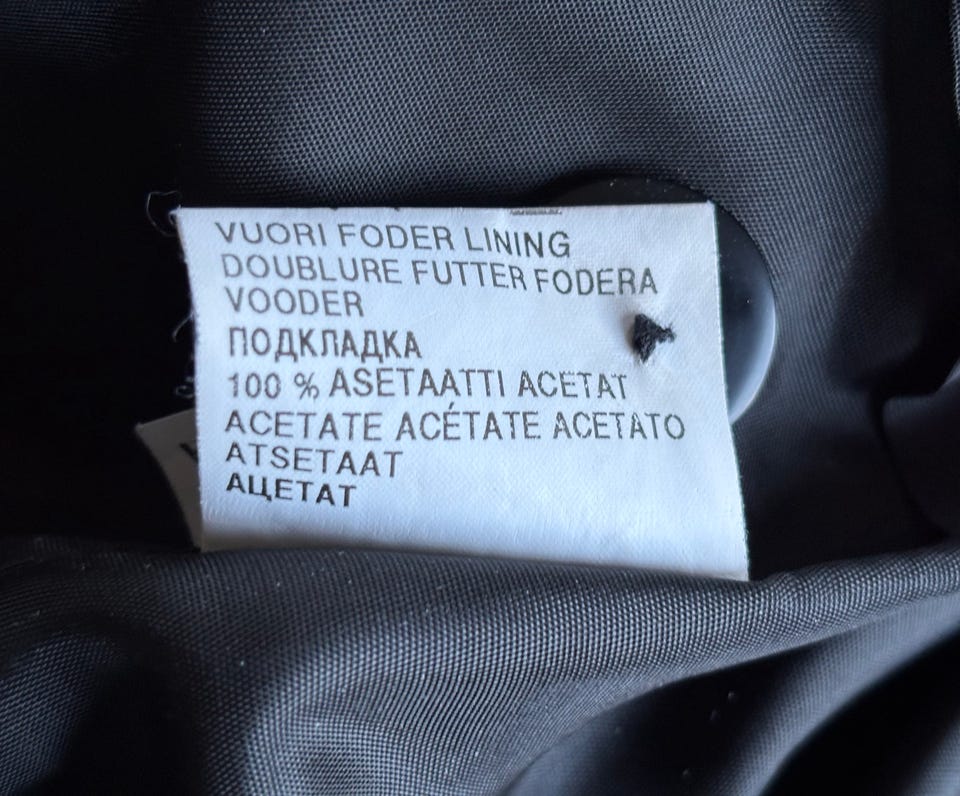 VUORI FODER LINING
DOUBLURE FUTTER FODERA
VOODER
ПОДКЛАДКА
100 % ASETAATTI ACETAT
ACETATE ACÉTATE ACETATO
ATSETAAT
АЦЕТАТ